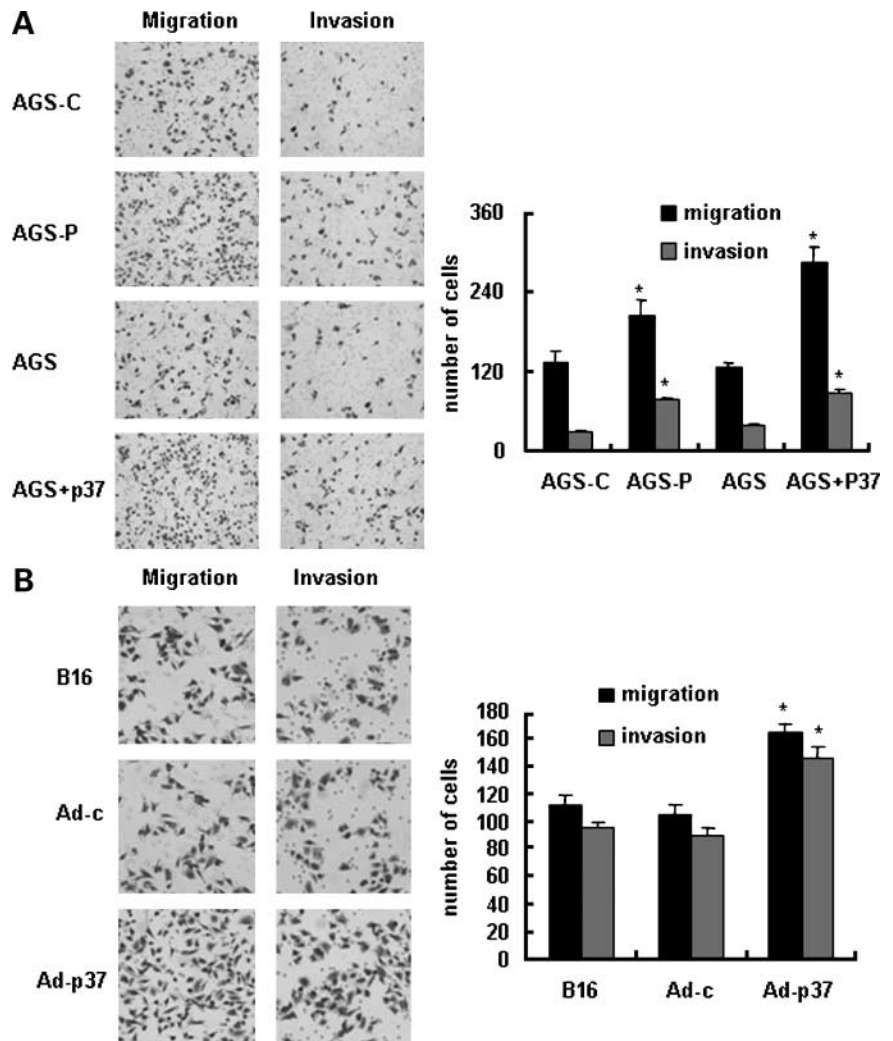 A
Migration Invasion
AGS-C
AGS-P
AGS
AGS+p37
number of cells
360
240
120
0
migration
invasion
*
*
*
*
AGS-C AGS-P AGS AGS+P37
B
Migration Invasion
B16
Ad-c
Ad-p37
number of cells
180
160
140
120
100
80
60
40
20
0
migration
invasion
*
*
B16 Ad-c Ad-p37